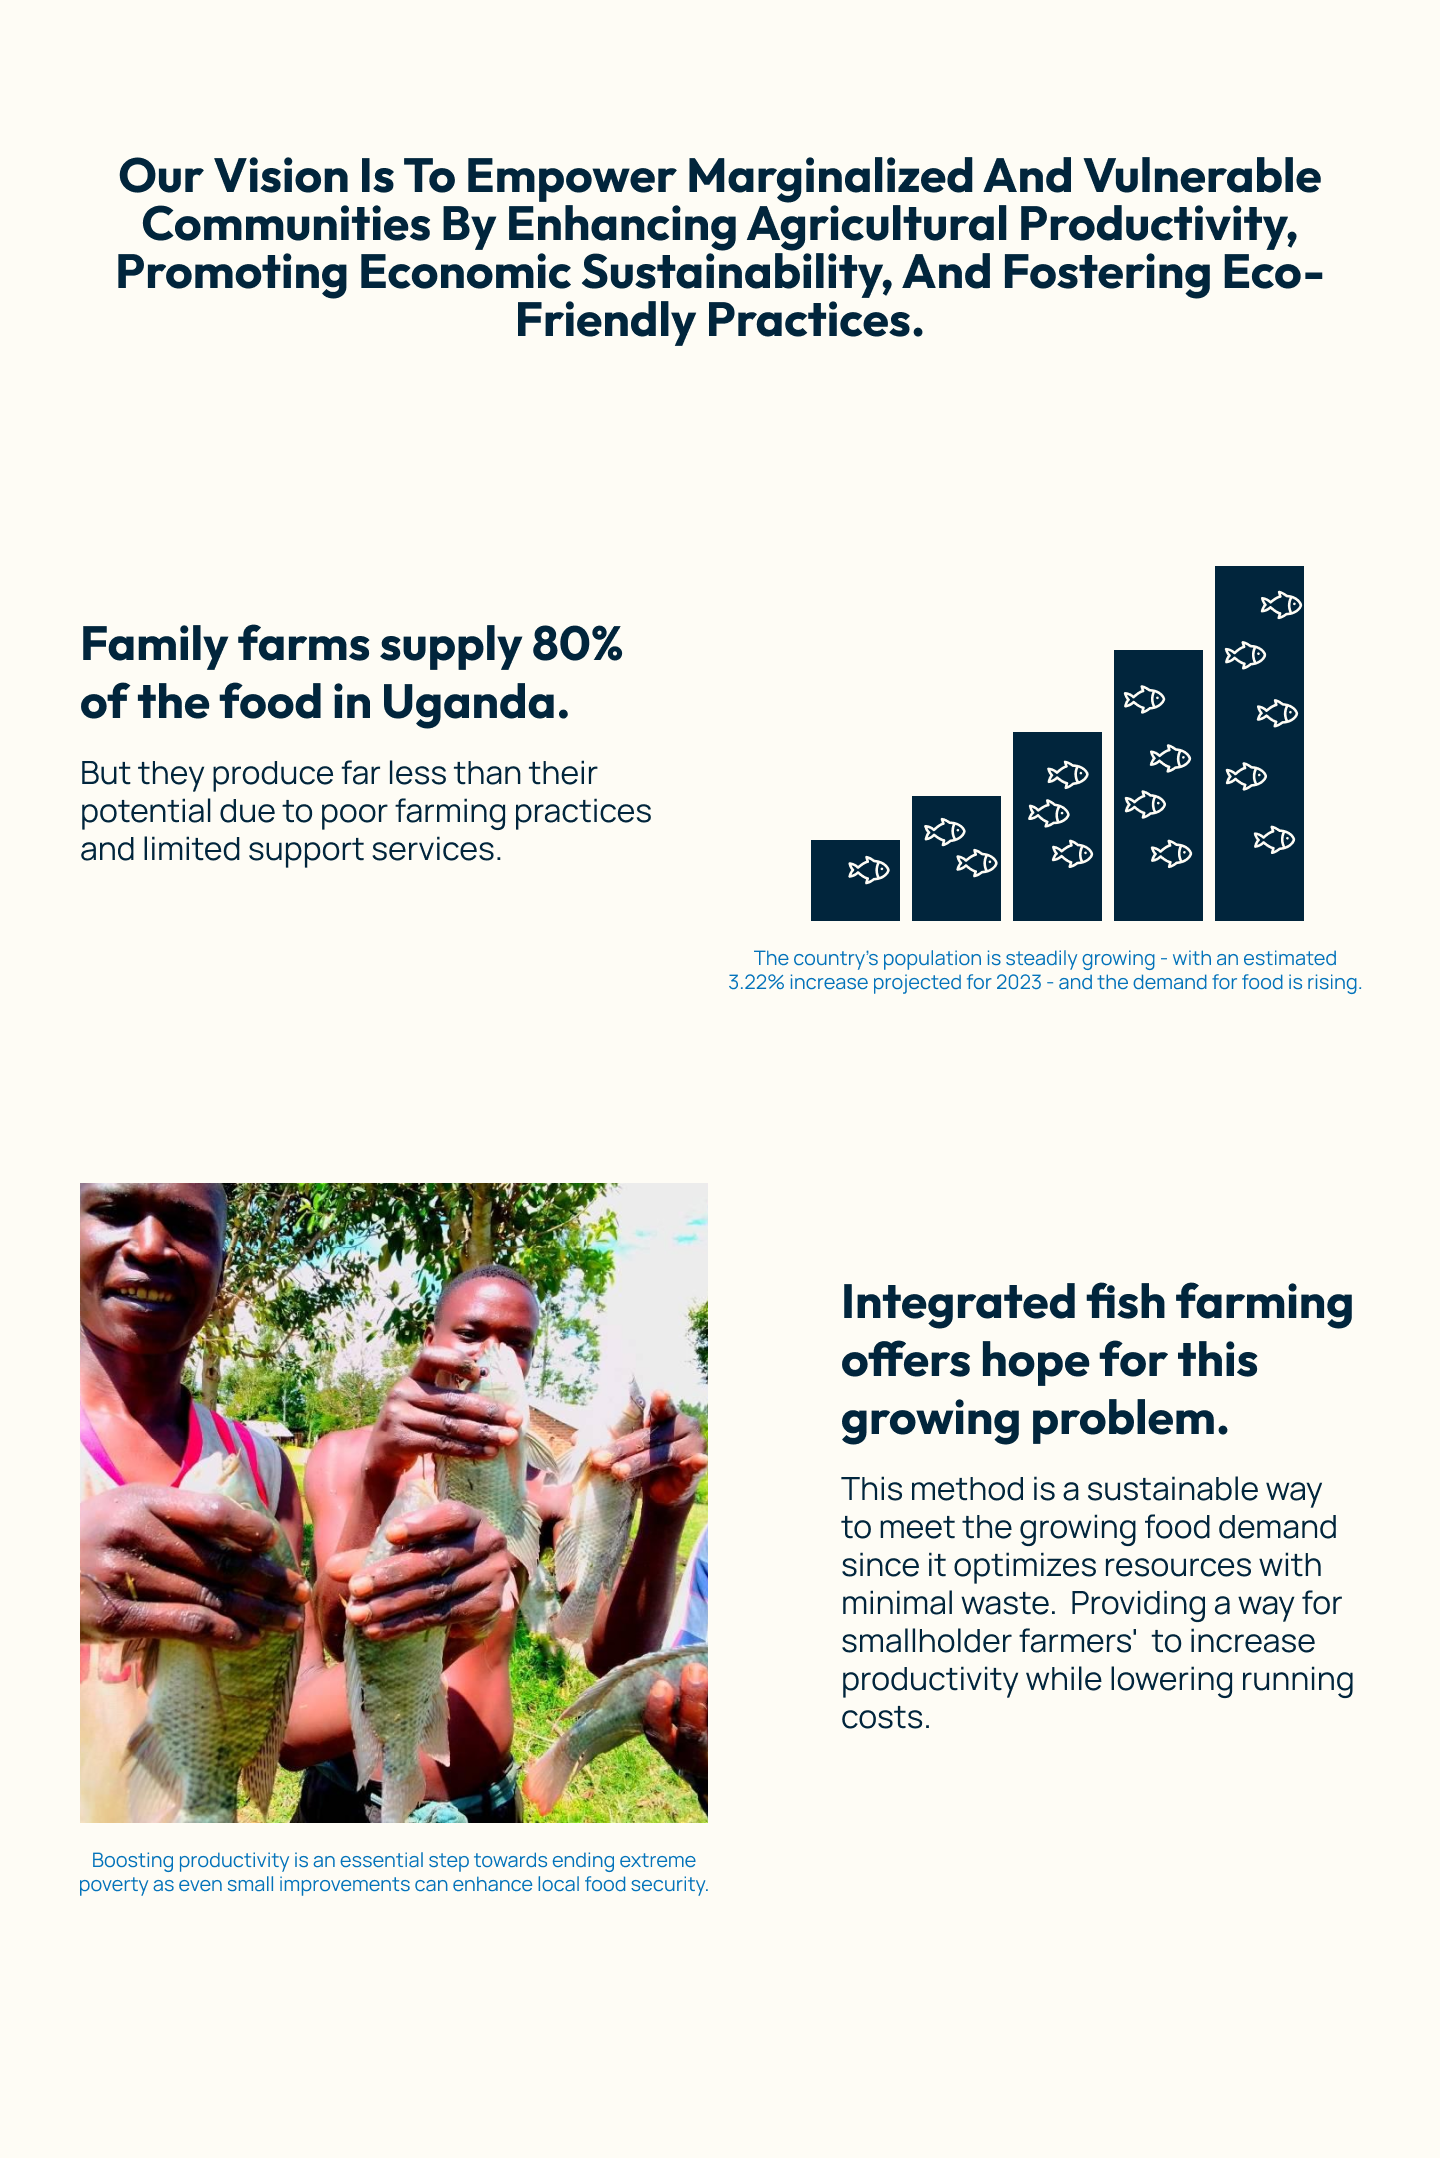 Our Vision Is To Empower Marginalized And Vulnerable
Communities By Enhancing Agricultural Productivity,
Promoting Economic Sustainability, And Fostering Eco-
Friendly Practices.
Family farms supply 80%
of the food in Uganda.
But they produce far less than their
potential due to poor farming practices
and limited support services.
The country's population is steadily growing - with an estimated
3.22% increase projected for 2023 - and the demand for food is rising.
Integrated fish farming
offers hope for this
growing problem.
This method is a sustainable way
to meet the growing food demand
since it optimizes resources with
minimal waste.  Providing a way for
smallholder farmers'  to increase
productivity while lowering running
costs.
Boosting productivity is an essential step towards ending extreme
poverty as even small improvements can enhance local food security.